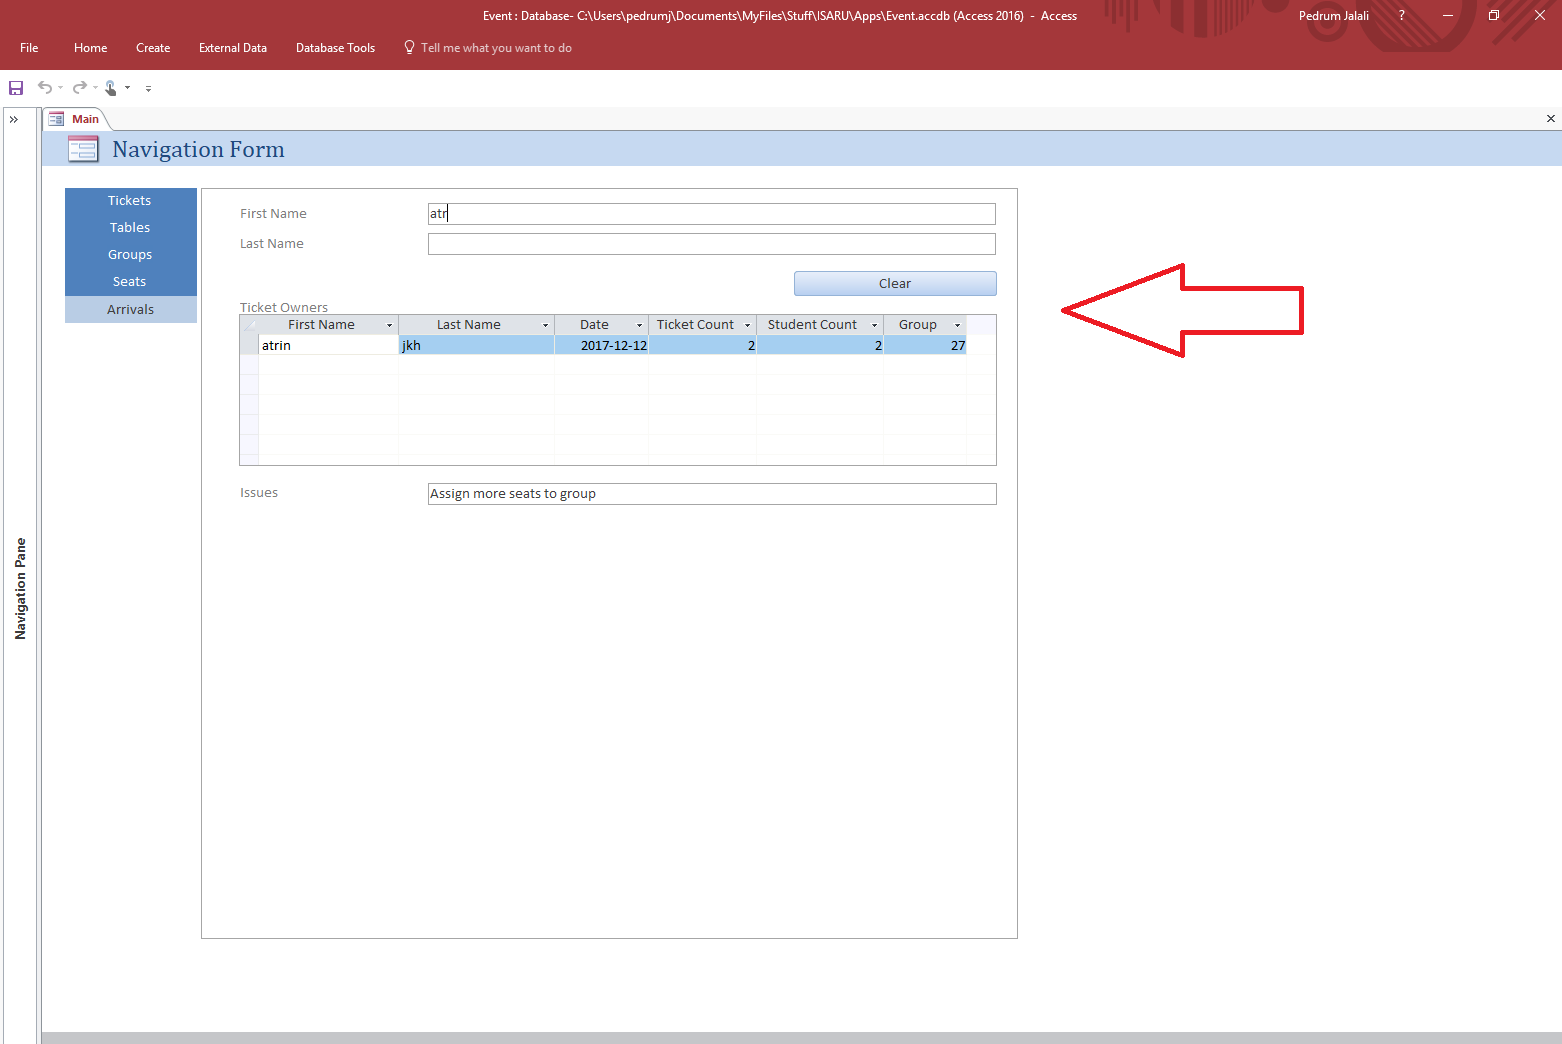 Event : Database- C:\Users\pedrumj\Documents\MyFiles\Stuff\ISARU\Apps\Event.accdb (Access 2016)  -  Access
Pedrum Jalali
?
File Home Create External Data Database Tools Tell me what you want to do
» Main
Navigation Form
Tickets
Tables
Groups
Seats
Arrivals
First Name atr
Last Name
Clear
Ticket Owners
First Name Last Name Date Ticket Count Student Count Group
atrin jkh 2017-12-12 2 2 27
Issues Assign more seats to group
Navigation Pane